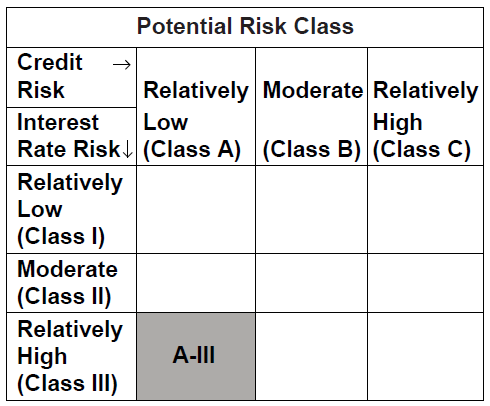 Potential Risk Class
Credit →
Risk
Interest
Rate Risk↓
Relatively
Low
(Class A)
Moderate
(Class B)
Relatively
High
(Class C)
Relatively
Low
(Class I)
Moderate
(Class II)
Relatively
High
(Class III)
A-III